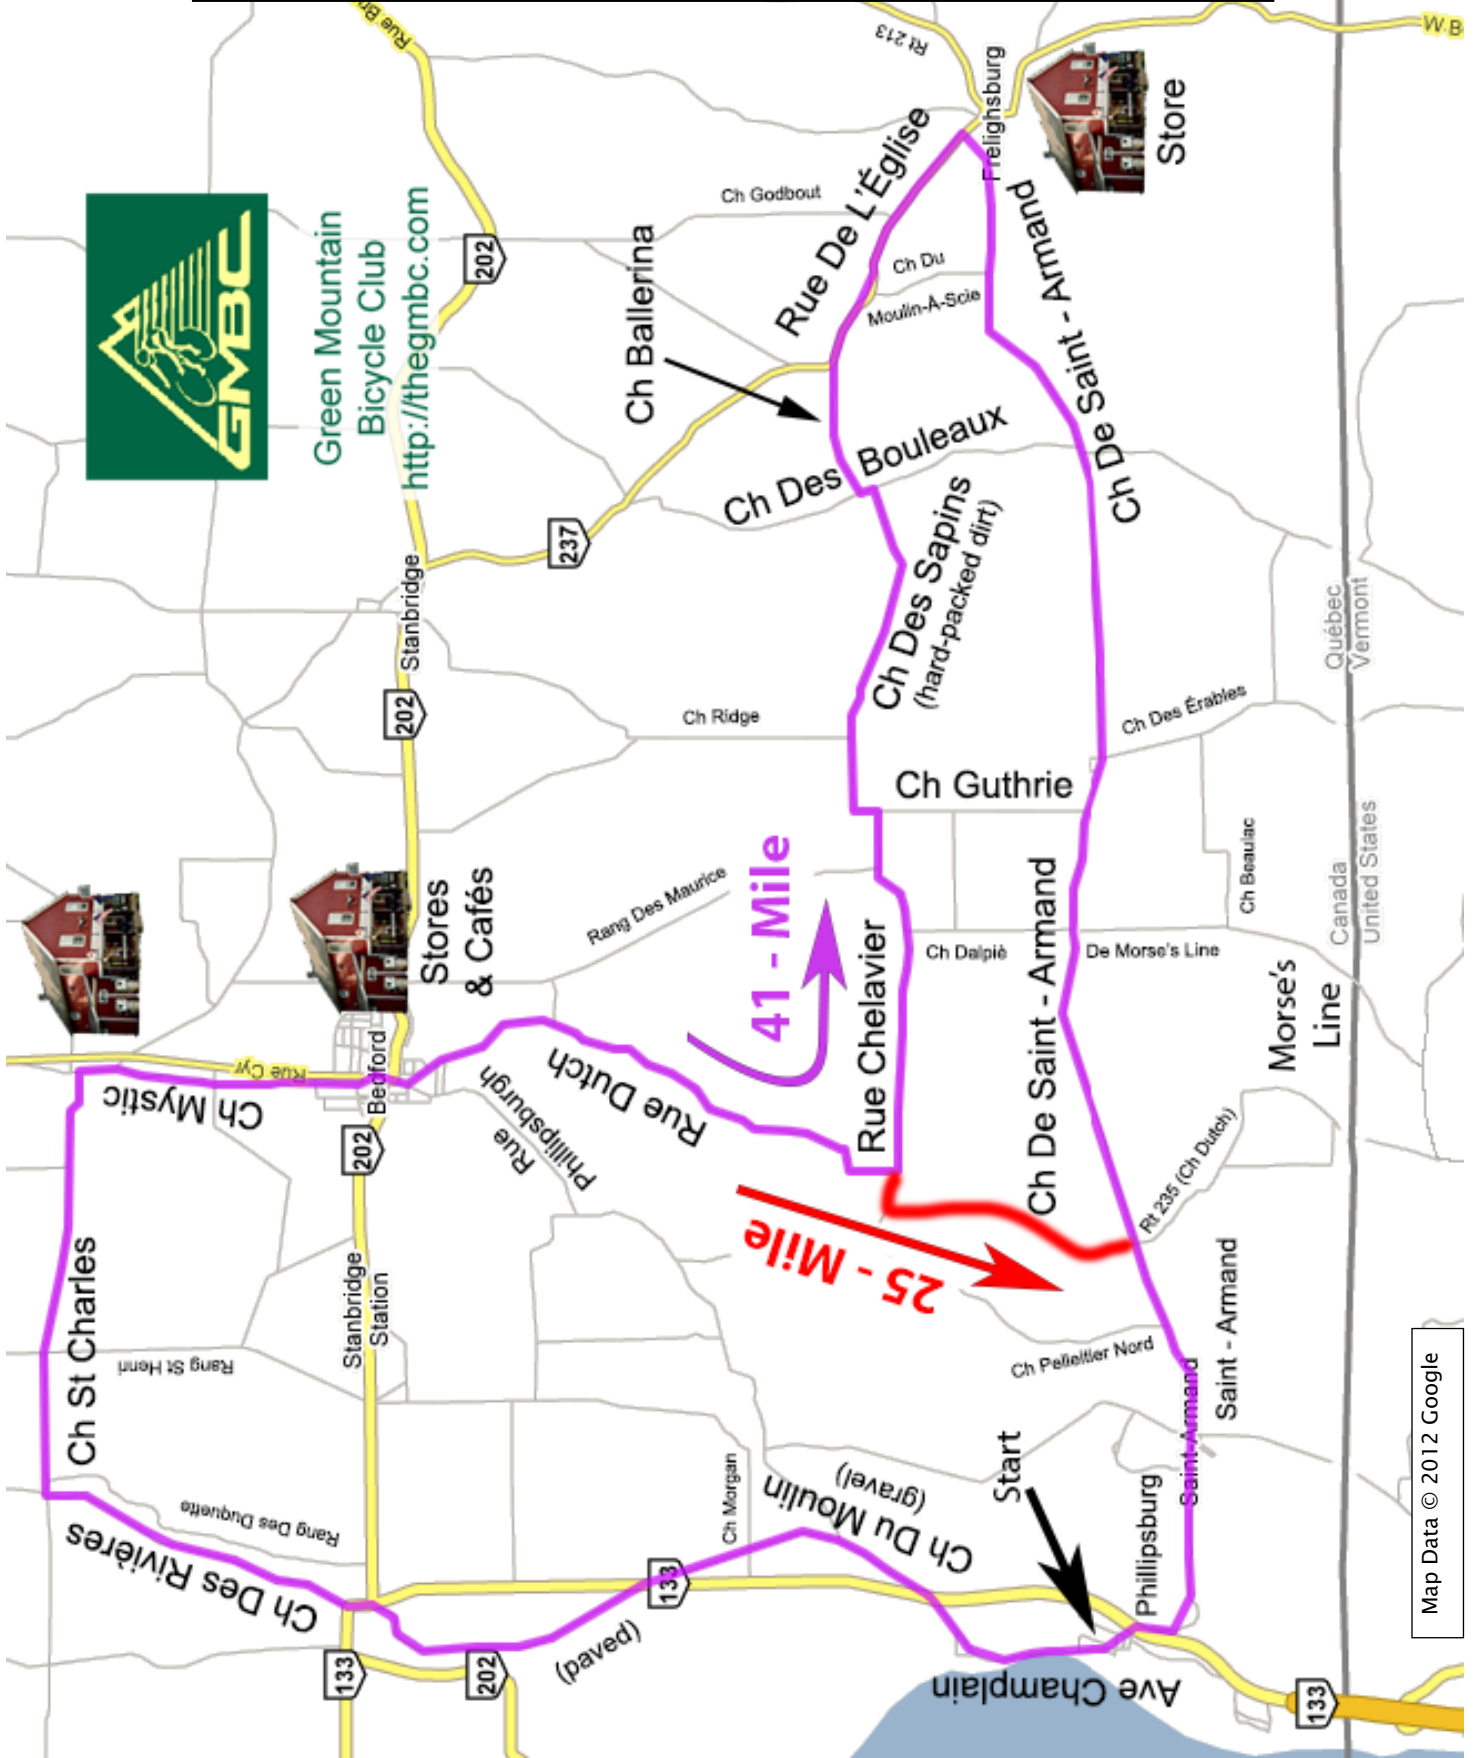 GMBC
Green Mountain
Bicycle Club
http://thegmbc.com
Rt 213
W.B
202
237
202
202
202
133
133
133
Frelighsburg
Store
Rue De L'Église
Ch Godbout
Ch Du
Moulin-À-Scie
Ch Ballerina
Ch Des Bouleaux
Ch Des Sapins
(hard-packed dirt)
Ch De Saint - Armand
Stanbridge
Ch Ridge
Ch Guthrie
Ch Des Érables
Québec
Vermont
Canada
United States
Ch Beaulac
Stores
& Cafés
Rang Des Maurice
41 - Mile
Rue Chelavier
Ch Dalpiè
Ch De Saint - Armand
De Morse's Line
Morse's
Line
Rue Cyr
Bedford
Ch Mystic
Rue Dutch
Rue
Phillipsburgh
Rt 235 (Ch Dutch)
25 - Mile
Ch St Charles
Rang St Henri
Stanbridge
Station
Ch Pelleltier Nord
Saint-Armand
Saint - Armand
Rang Des Duquette
Ch Des Rivières
Ch Morgan
Ch Du Moulin
(gravel)
(paved)
Start
Phillipsburg
Ave Champlain
Map Data © 2012 Google